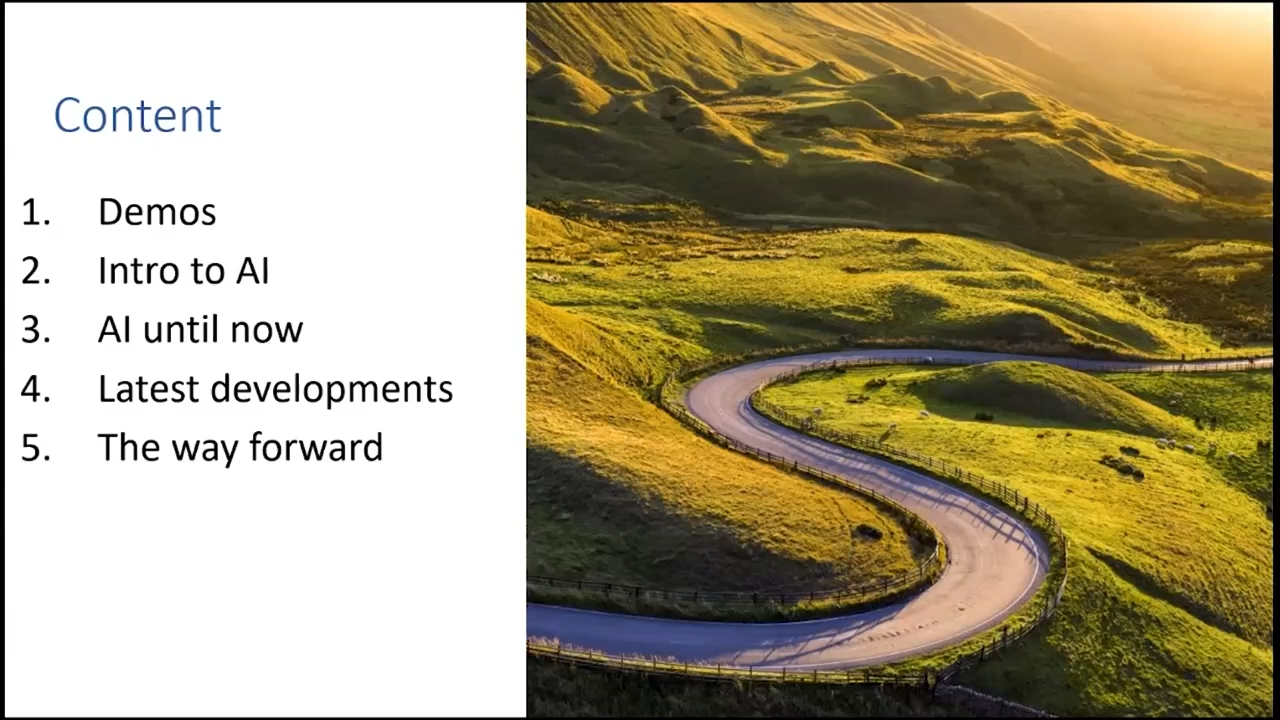 Content
1. Demos
2. Intro to AI
3. AI until now
4. Latest developments
5. The way forward